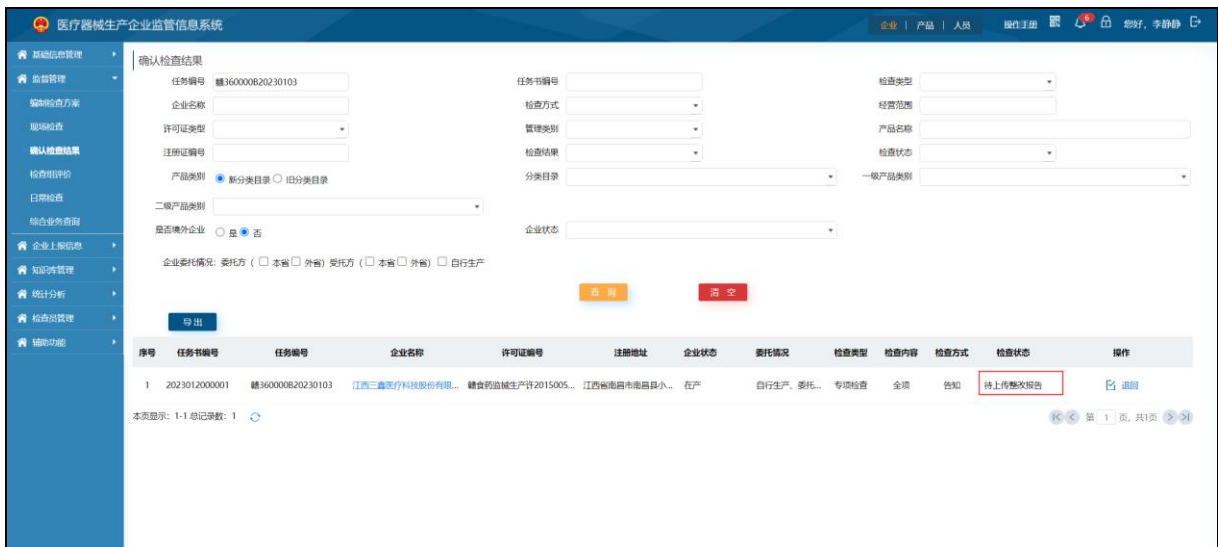 医疗器械生产企业监管信息系统 企业 | 产品 | 人员 操作手册 6 您好，李静静
基础信息管理
监督管理
编制检查方案
现场检查
确认检查结果
检查组评价
日常检查
综合业务查询
企业上报信息
知识库管理
统计分析
检查员管理
辅助功能
确认检查结果
任务编号 赣360000B20230103 任务书编号 检查类型
企业名称 检查方式 经营范围
许可证类型 管理类别 产品名称
注册证编号 检查结果 检查状态
产品类别 新分类目录 旧分类目录 分类目录 一级产品类别
二级产品类别
是否境外企业 是 否 企业状态
企业委托情况: 委托方 ( 本省 外省) 受托方 ( 本省 外省) 自行生产
查 询 清 空
导出
序号 任务书编号 任务编号 企业名称 许可证编号 注册地址 企业状态 委托情况 检查类型 检查内容 检查方式 检查状态 操作
1 2023012000001 赣360000B20230103 江西三鑫医疗科技股份有限... 赣食药监械生产许2015005... 江西省南昌市南昌县小... 在产 自行生产、委托... 专项检查 全项 告知 待上传整改报告 退回
本页显示: 1-1 总记录数: 1 第 1 页, 共1页